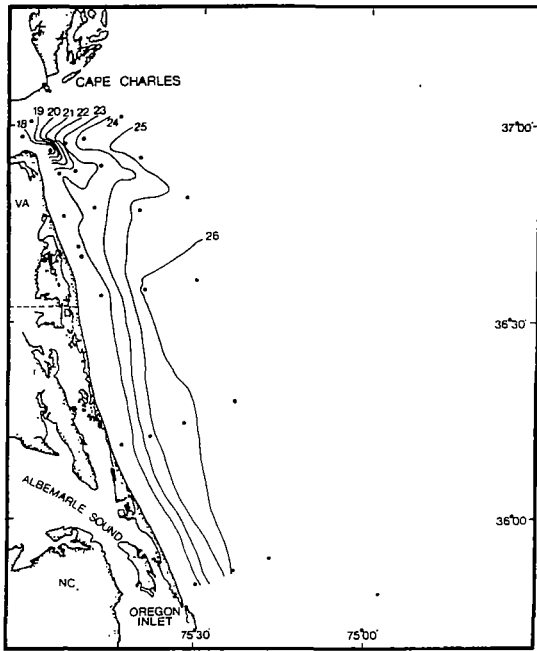 CAPE CHARLES
18 19 20 21 22 23 24 25
37°00'
VA
26
36°30'
ALBEMARLE SOUND
36°00'
NC
OREGON INLET
75°30' 75°00'